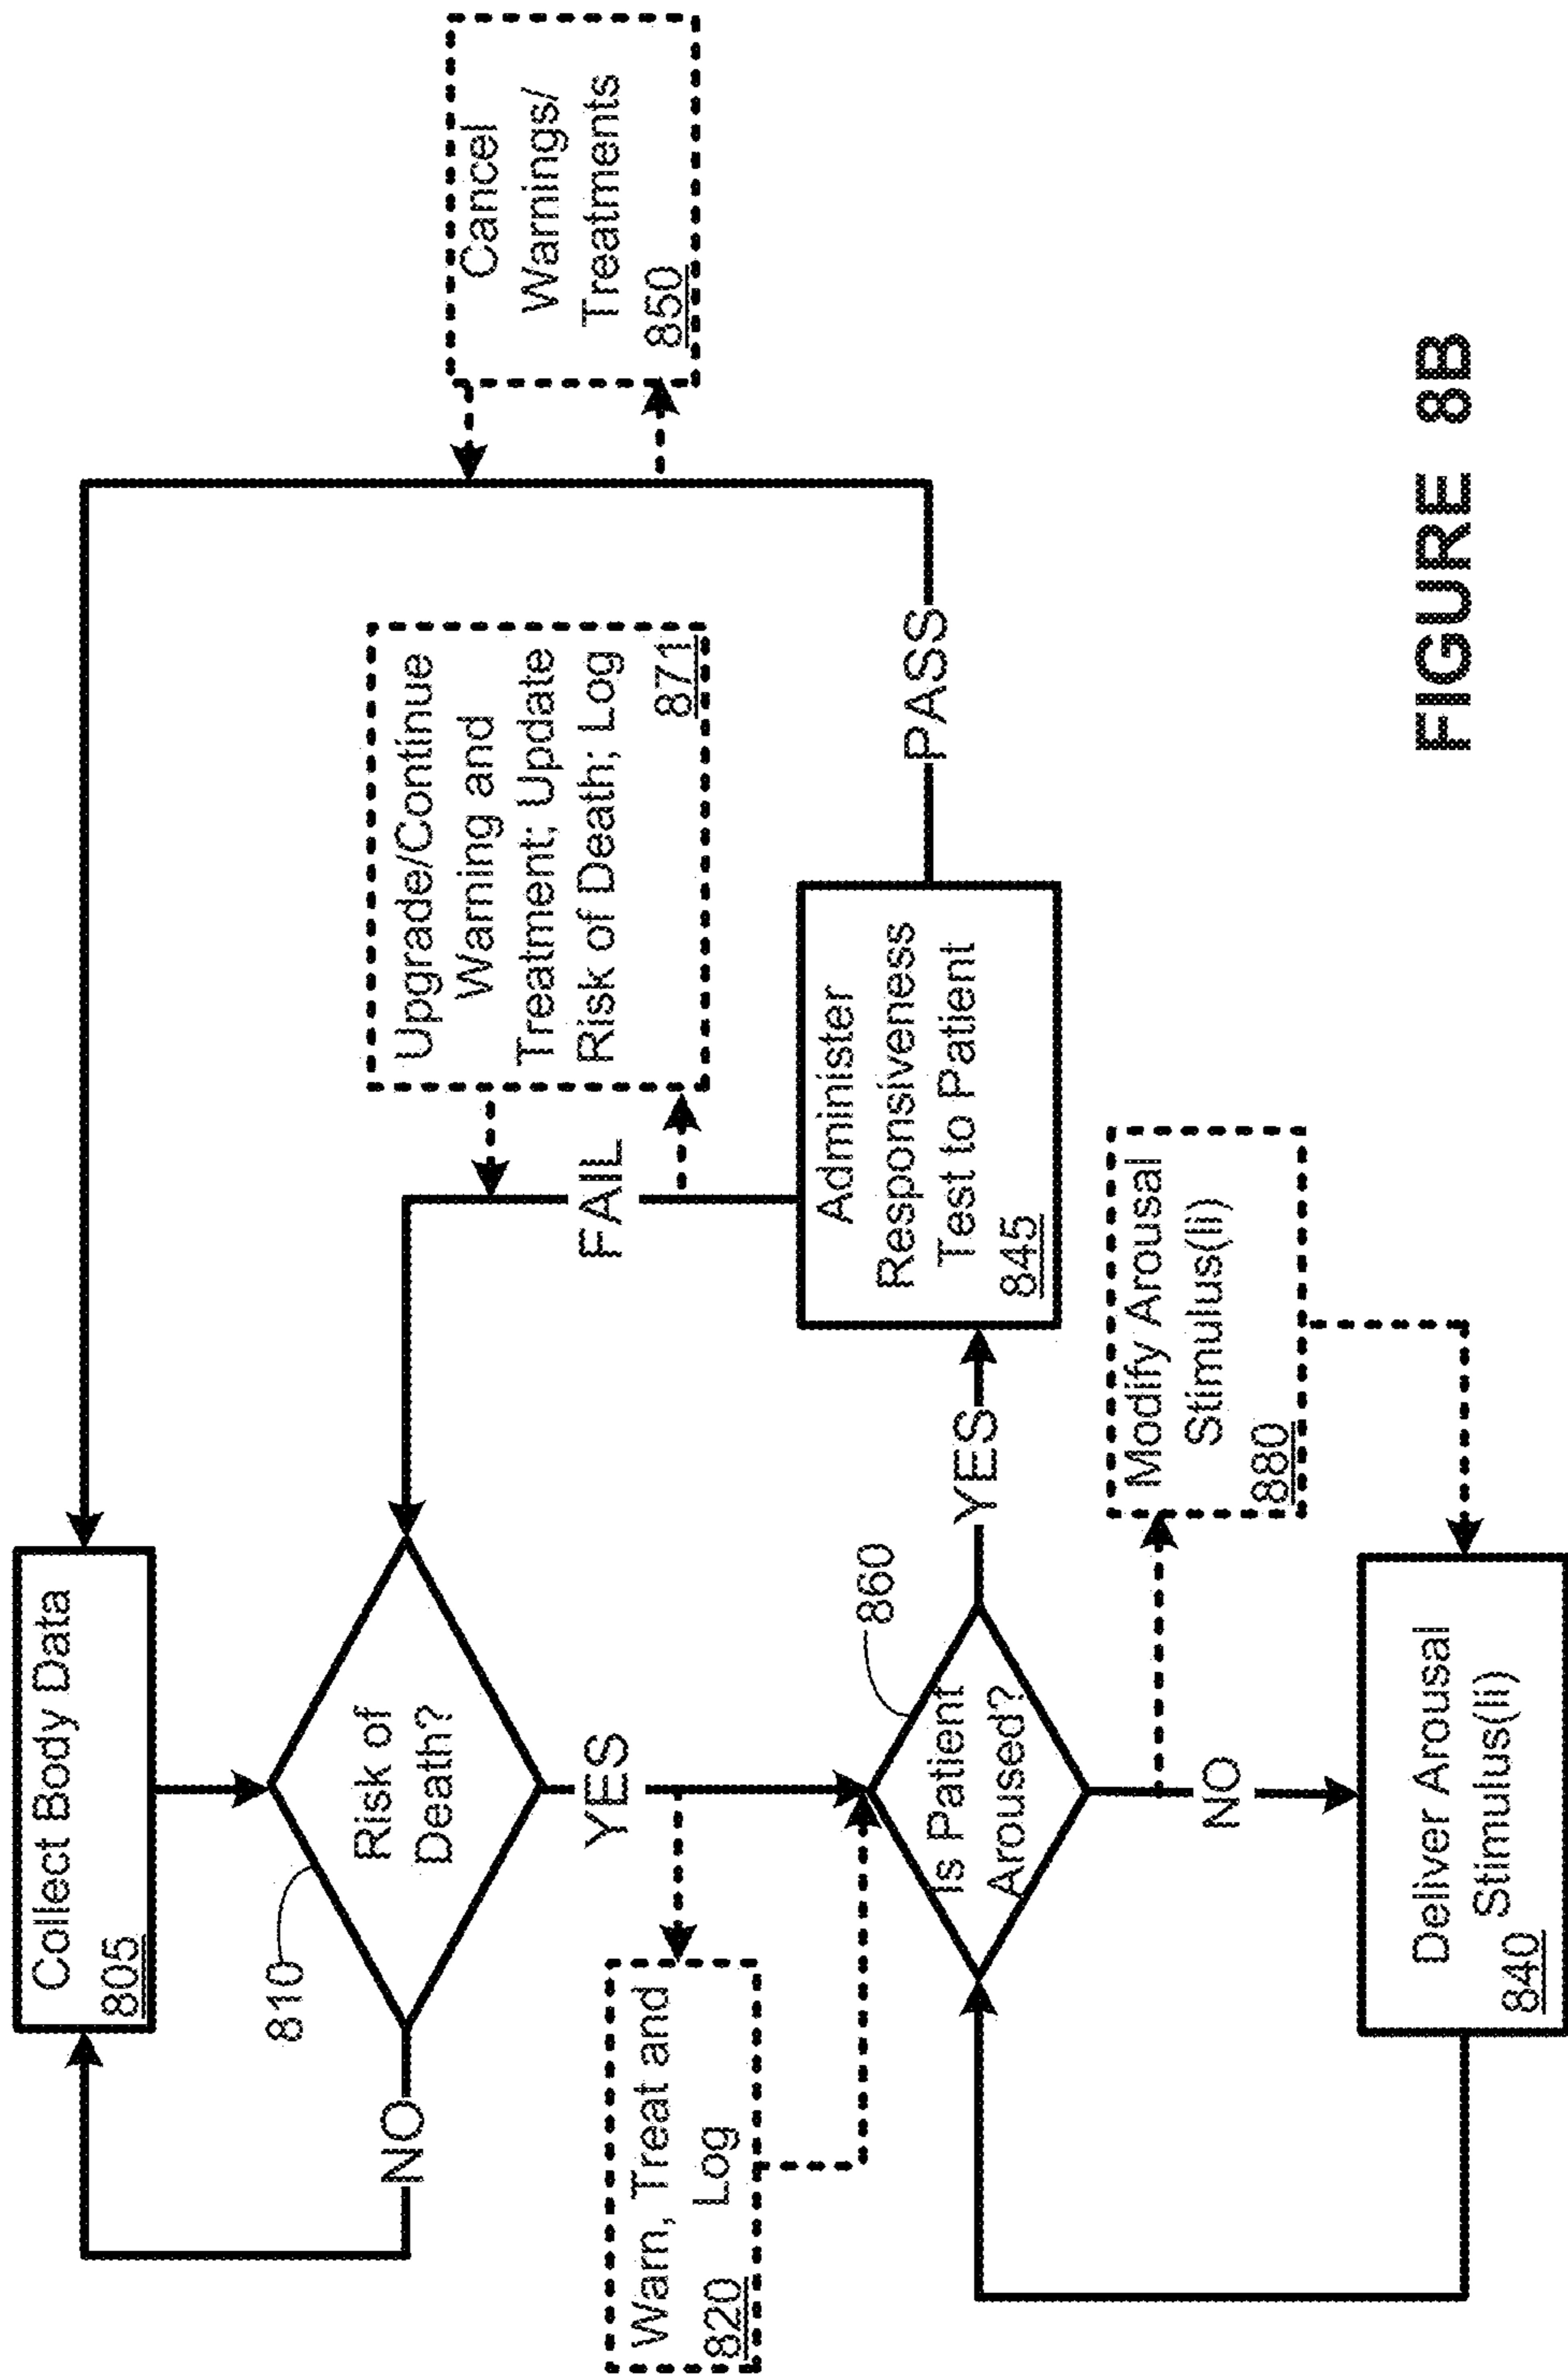 Collect Body Data
805
810
Risk of
Death?
NO
YES
Warn, Treat and
820 Log
860
Is Patient
Aroused?
YES
NO
Modify Arousal
Stimulus(li)
880
Deliver Arousal
Stimulus(li)
840
Administer
Responsiveness
Test to Patient
845
FAIL
PASS
Upgrade/Continue
Warning and
Treatment; Update
Risk of Death; Log
871
Cancel
Warnings/
Treatments
850
FIGURE 8B